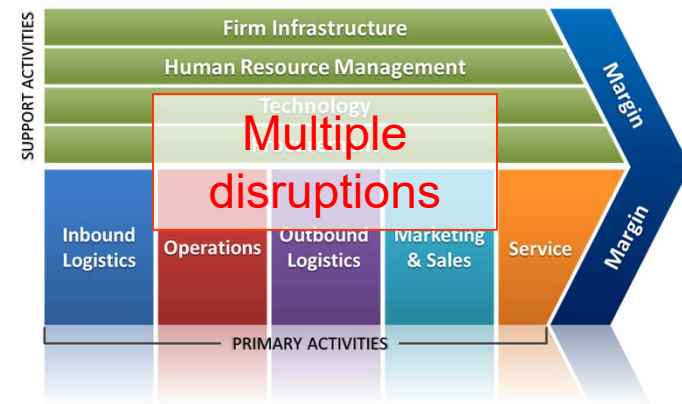 SUPPORT ACTIVITIES
Firm Infrastructure
Human Resource Management
Technology
Multiple
disruptions
Inbound
Logistics
Operations
Outbound
Logistics
Marketing
& Sales
Service
Margin
Margin
PRIMARY ACTIVITIES